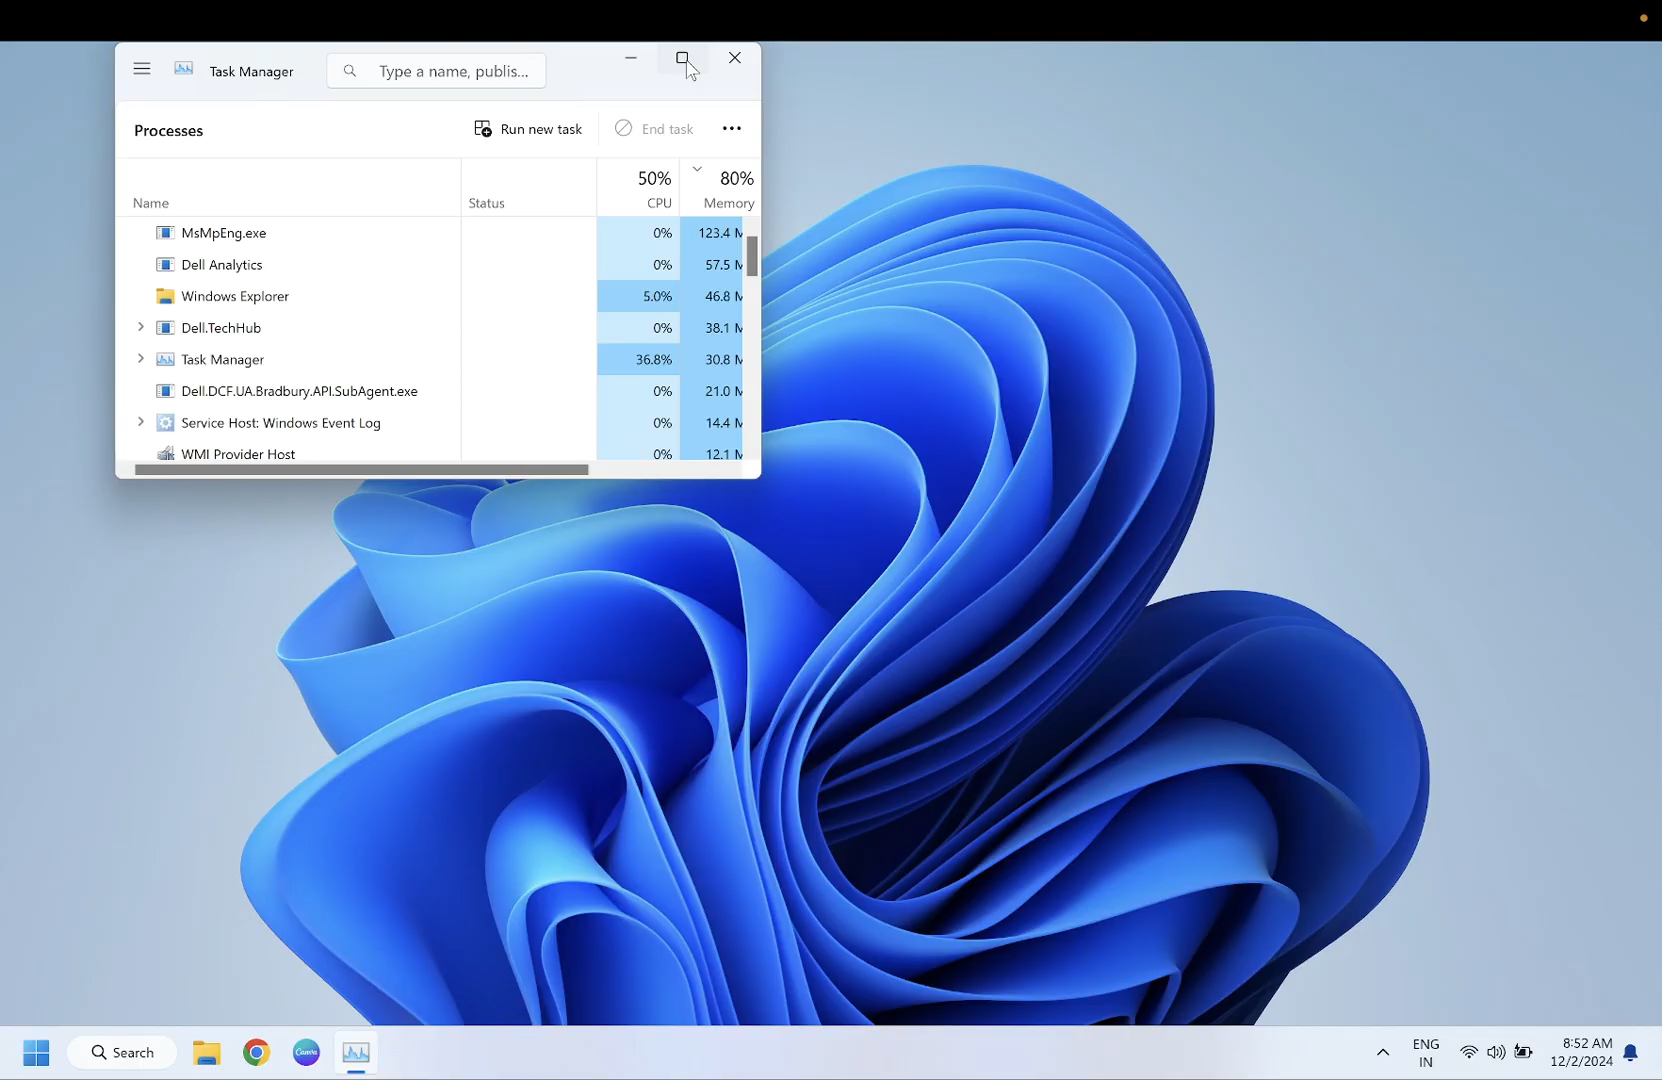 Task Manager
Type a name, publis...
Processes
Run new task
End task
50%
80%
Name
Status
CPU
Memory
MsMpEng.exe
0%
123.4 M
Dell Analytics
0%
57.5 M
Windows Explorer
5.0%
46.8 M
Dell.TechHub
0%
38.1 M
Task Manager
36.8%
30.8 M
Dell.DCF.UA.Bradbury.API.SubAgent.exe
0%
21.0 M
Service Host: Windows Event Log
0%
14.4 M
WMI Provider Host
0%
12.1 M
Search
Canva
ENG
IN
8:52 AM
12/2/2024